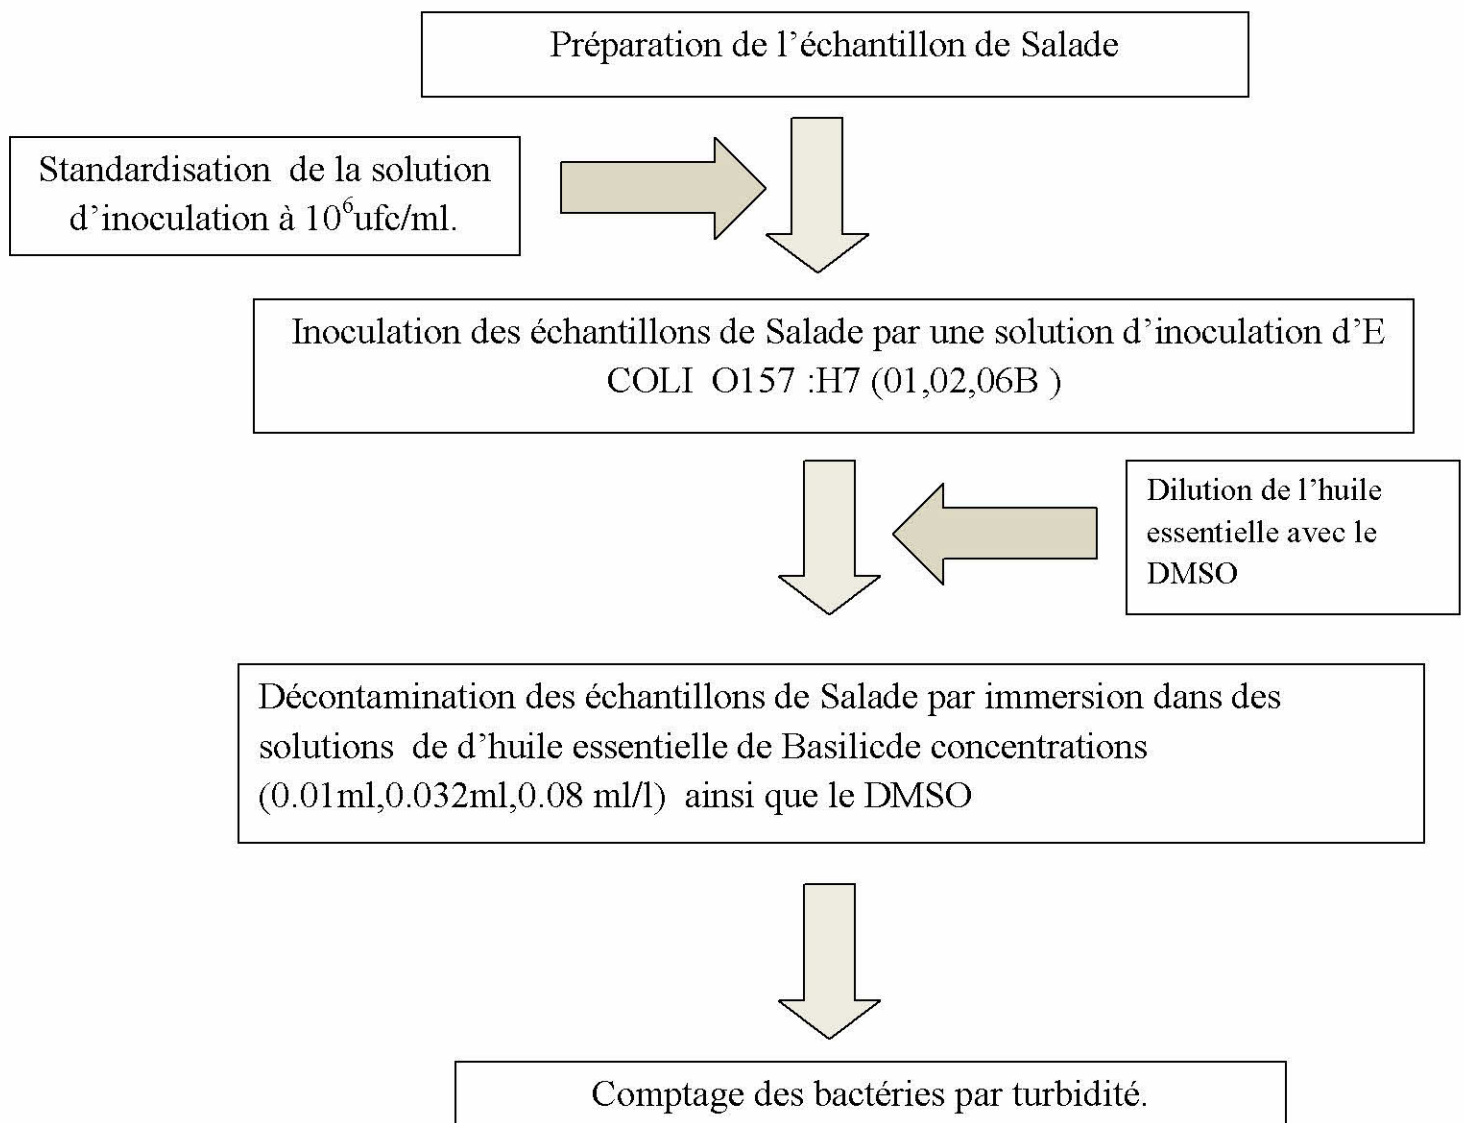 Préparation de l’échantillon de Salade
Standardisation de la solution
d’inoculation à 10⁶ufc/ml.
Inoculation des échantillons de Salade par une solution d’inoculation d’E
COLI O157 :H7 (01,02,06B )
Dilution de l’huile
essentielle avec le
DMSO
Décontamination des échantillons de Salade par immersion dans des
solutions de d’huile essentielle de Basilicde concentrations
(0.01ml,0.032ml,0.08 ml/l) ainsi que le DMSO
Comptage des bactéries par turbidité.